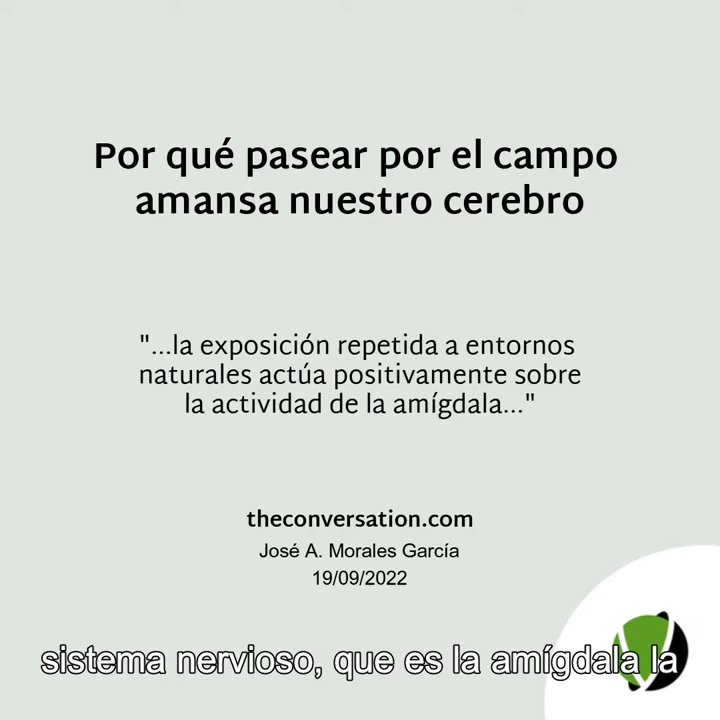 Por qué pasear por el campo
amansa nuestro cerebro
"...la exposición repetida a entornos
naturales actúa positivamente sobre
la actividad de la amígdala..."
theconversation.com
José A. Morales García
19/09/2022
sistema nervioso, que es la amígdala la